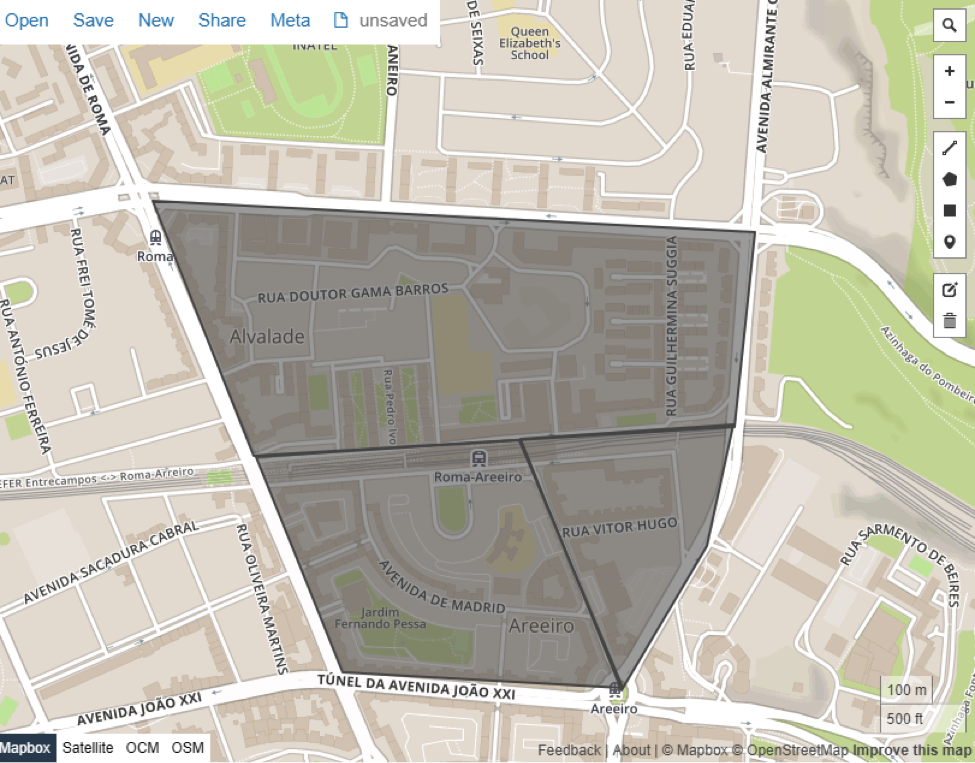 Open Save New Share Meta unsaved
INATEL
Queen
Elizabeth's
School
DE SEIXAS
RUA EDUAR
AVENIDA ALMIRANTE G
NIDA DE ROMA
ANEIRO
AT
Roma
RUA FREI TOMÉ DE JESUS
RUA ANTÓNIO FERREIRA
RUA DOUTOR GAMA BARROS
Alvalade
Rua Pedro Ivo
RUA GUILHERMINA SUGGIA
Azinhaga do Pombeiro
EFER Entrecampos <-> Roma-Arreiro
Roma-Areeiro
AVENIDA SACADURA CABRAL
RUA OLIVEIRA MARTINS
RUA VITOR HUGO
RUA SARMENTO DE BEIRES
AVENIDA DE MADRID
Jardim
Fernando Pessa
Areeiro
TÚNEL DA AVENIDA JOÃO XXI
AVENIDA JOÃO XXI
Areeiro
100 m
500 ft
Mapbox Satellite OCM OSM
Feedback | About | © Mapbox © OpenStreetMap Improve this map